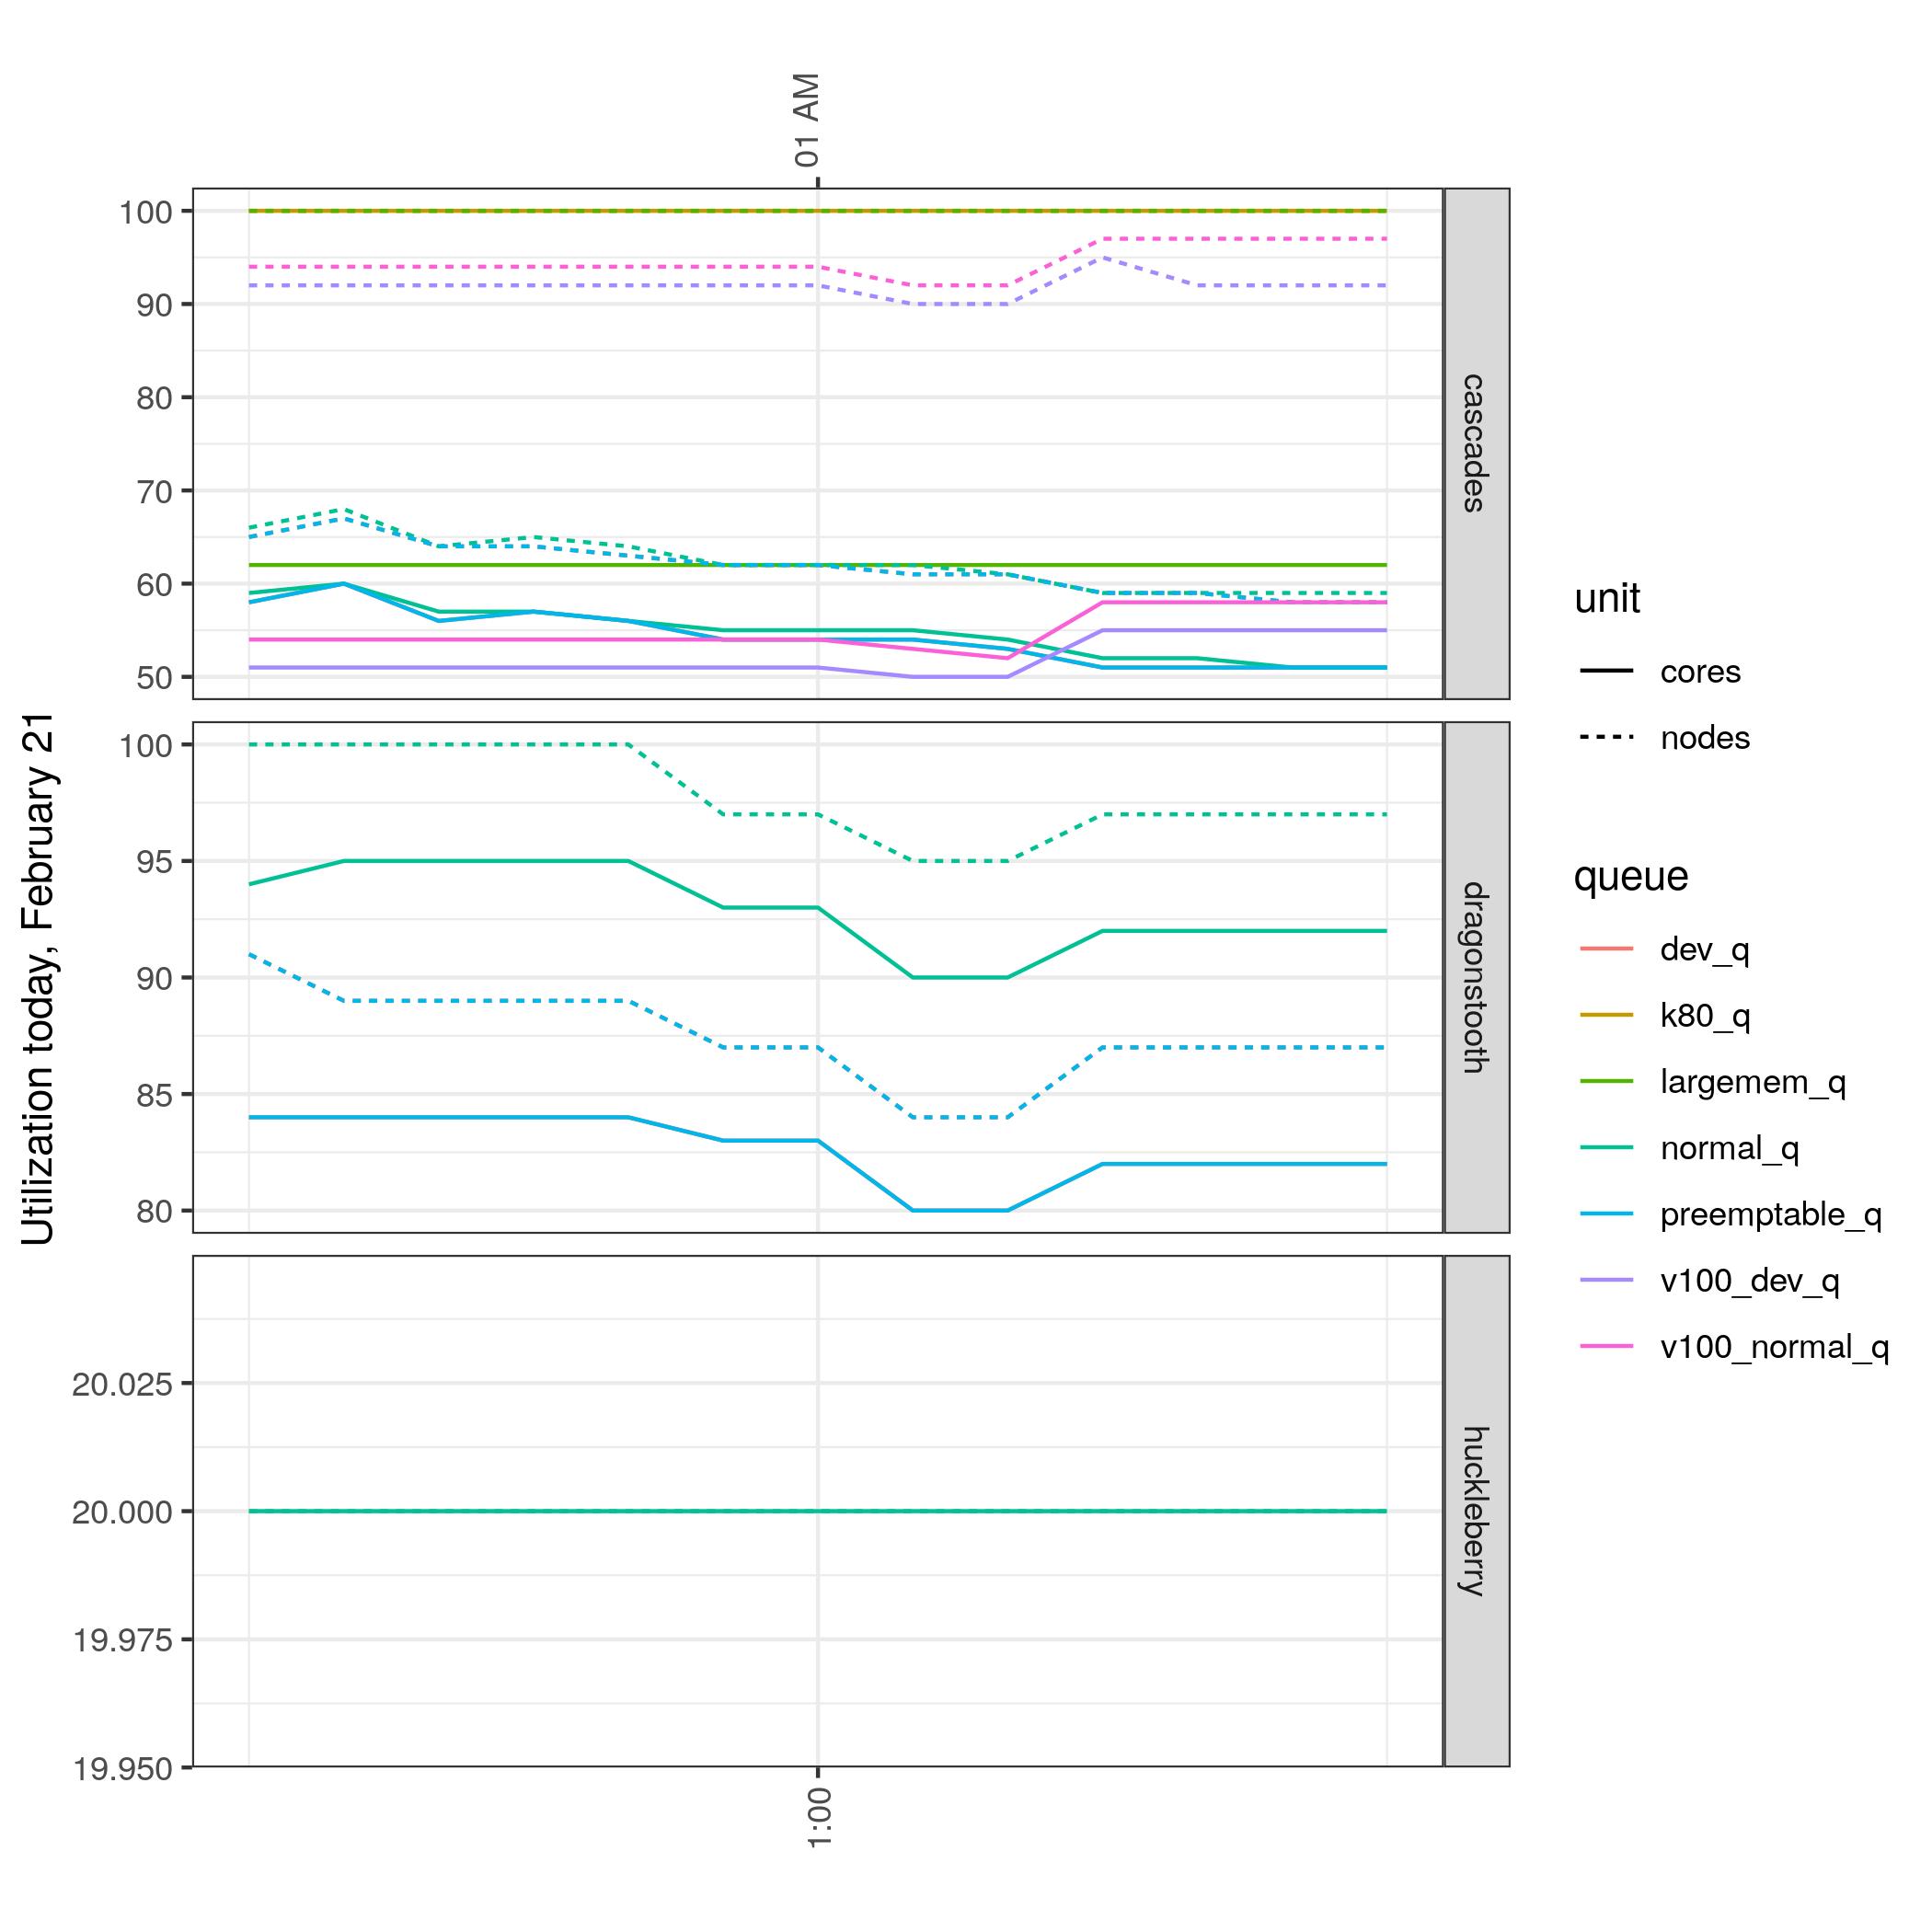 01 AM
100
90
80
70
60
50
cascades
100
95
90
85
80
dragonstooth
20.025
20.000
19.975
19.950
huckleberry
1:00
Utilization today, February 21
unit
cores
nodes
queue
dev_q
k80_q
largemem_q
normal_q
preemptable_q
v100_dev_q
v100_normal_q